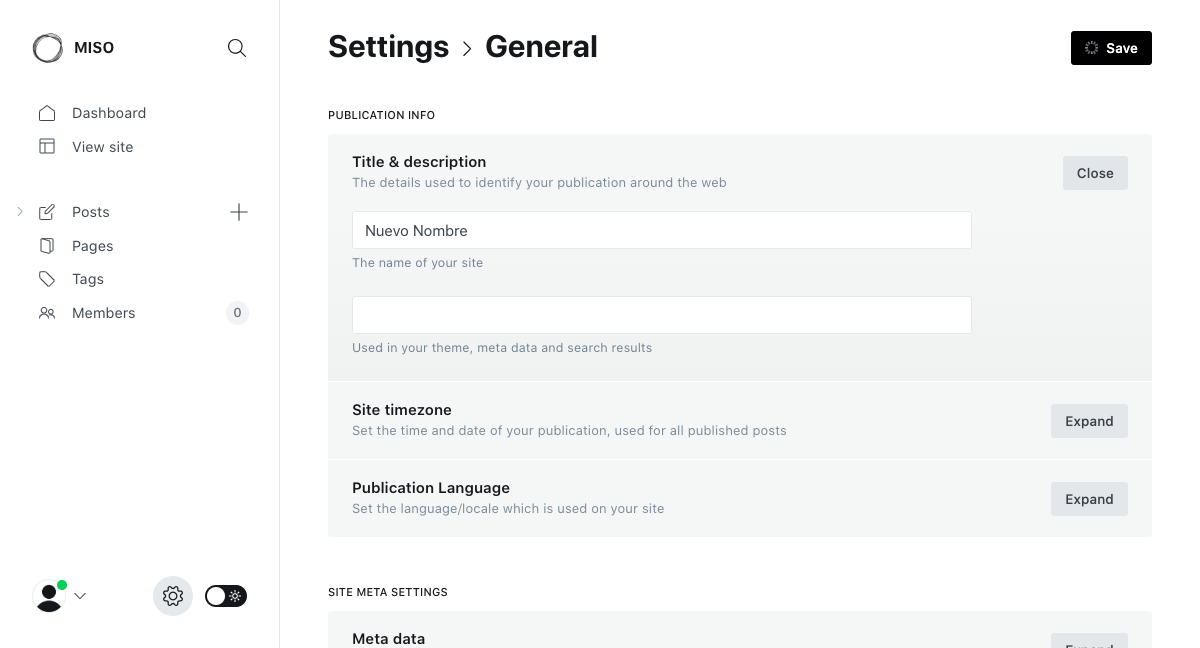 MISO
Dashboard
View site
Posts
Pages
Tags
Members
0
Settings > General
Save
PUBLICATION INFO
Title & description
The details used to identify your publication around the web
Close
Nuevo Nombre
The name of your site
Used in your theme, meta data and search results
Site timezone
Set the time and date of your publication, used for all published posts
Expand
Publication Language
Set the language/locale which is used on your site
Expand
SITE META SETTINGS
Meta data
Expand